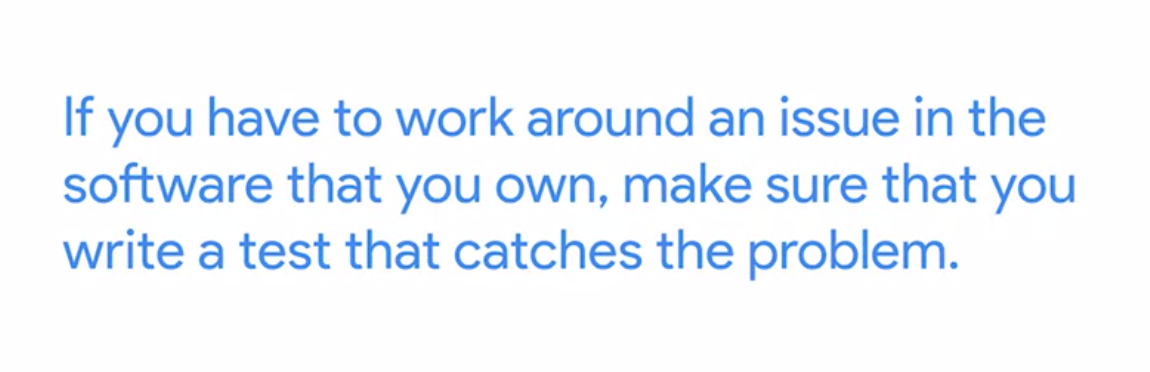 If you have to work around an issue in the
software that you own, make sure that you
write a test that catches the problem.